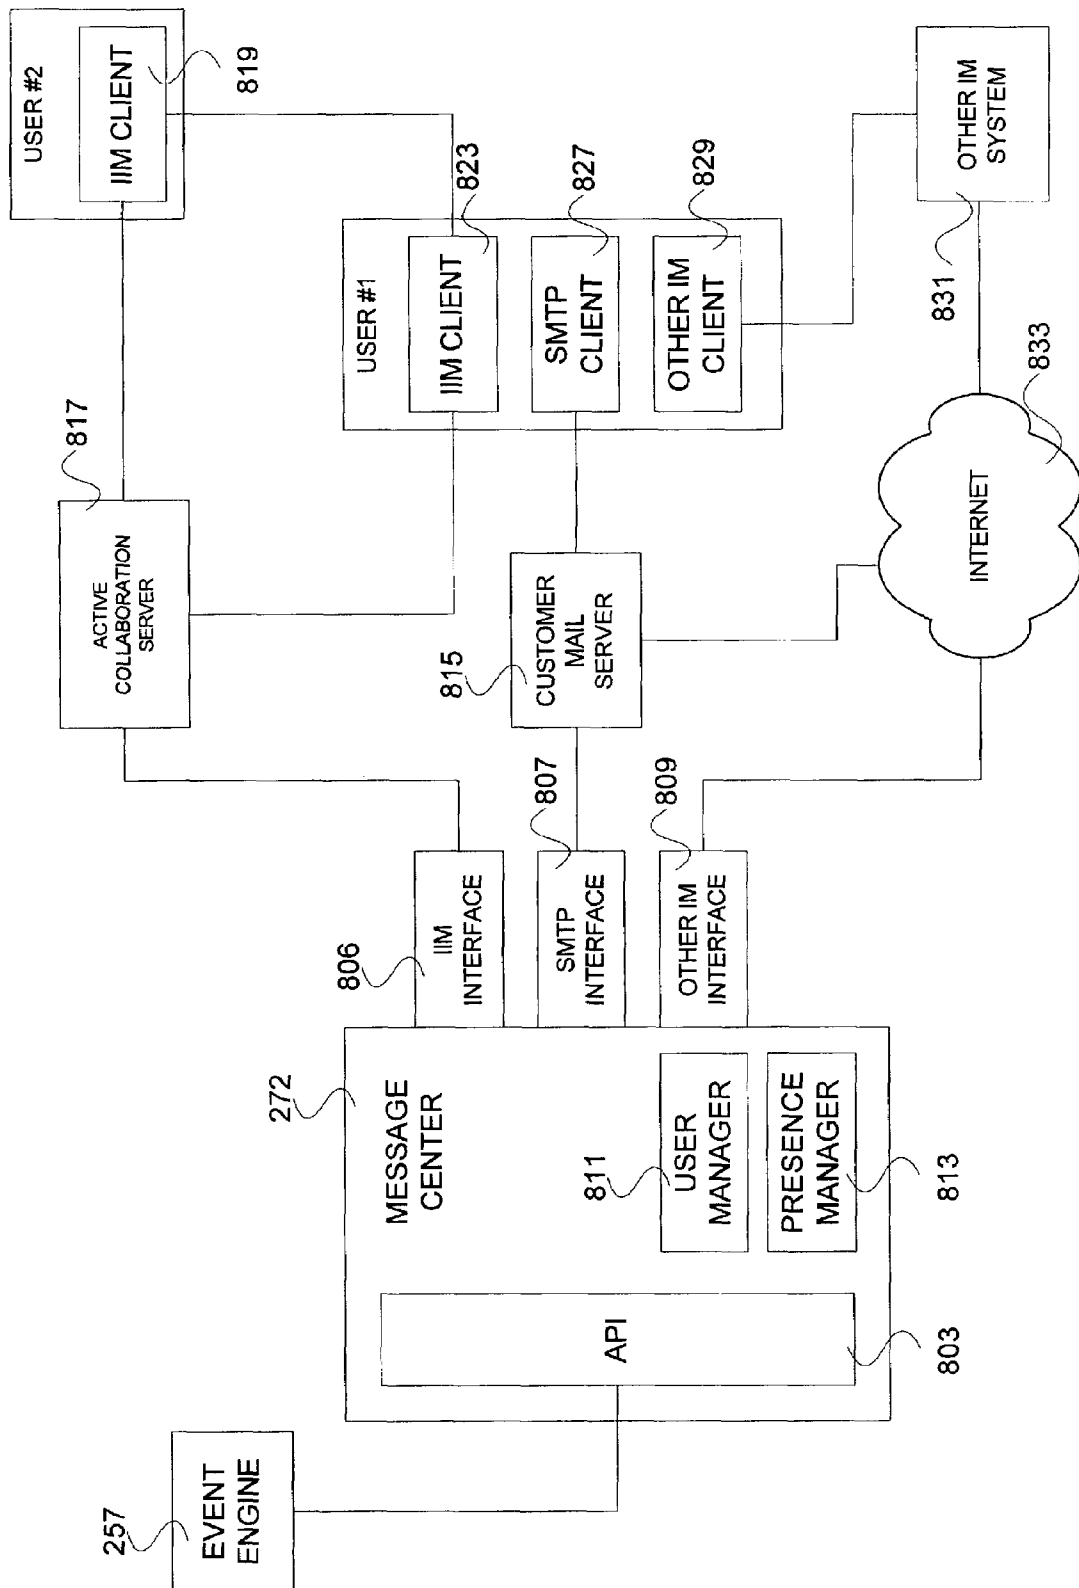 257
EVENT
ENGINE
272
MESSAGE
CENTER
API
803
811
USER
MANAGER
PRESENCE
MANAGER
813
806
IIM
INTERFACE
SMTP
INTERFACE
807
OTHER IM
INTERFACE
809
815
CUSTOMER
MAIL
SERVER
ACTIVE
COLLABORATION
SERVER
817
USER #1
IIM CLIENT
823
SMTP
CLIENT
827
OTHER IM
CLIENT
829
USER #2
IIM CLIENT
819
INTERNET
833
831
OTHER IM
SYSTEM